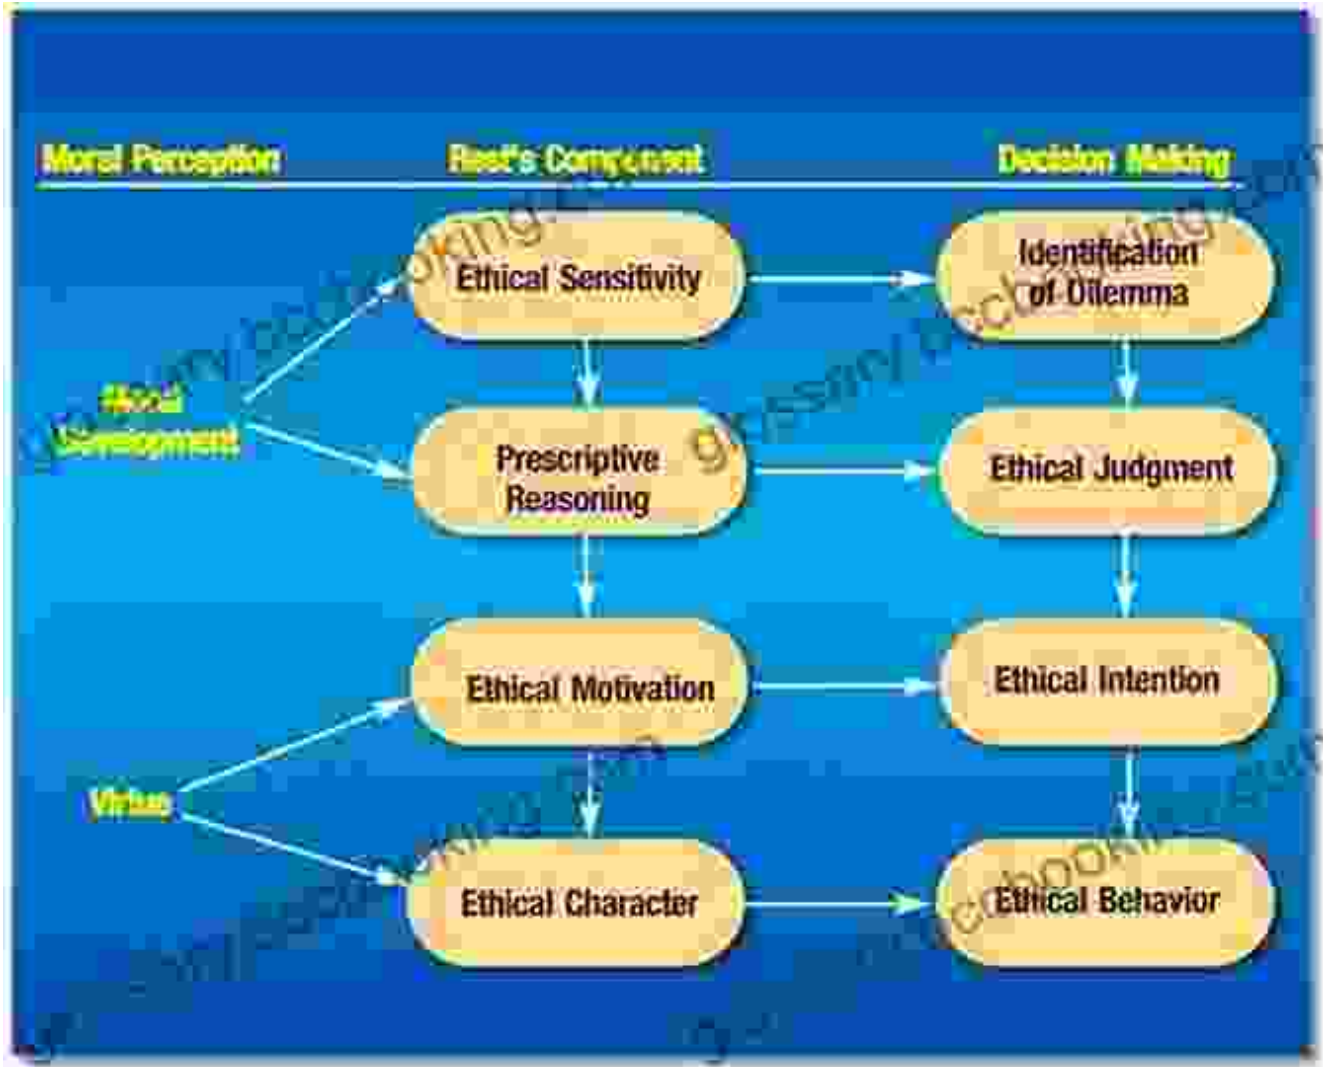 Moral Perception
Rest's Component
Decision Making
Ethical Sensitivity
Identification
of Dilemma
Moral
Development
Prescriptive
Reasoning
Ethical Judgment
Ethical Motivation
Ethical Intention
Virtue
Ethical Character
Ethical Behavior